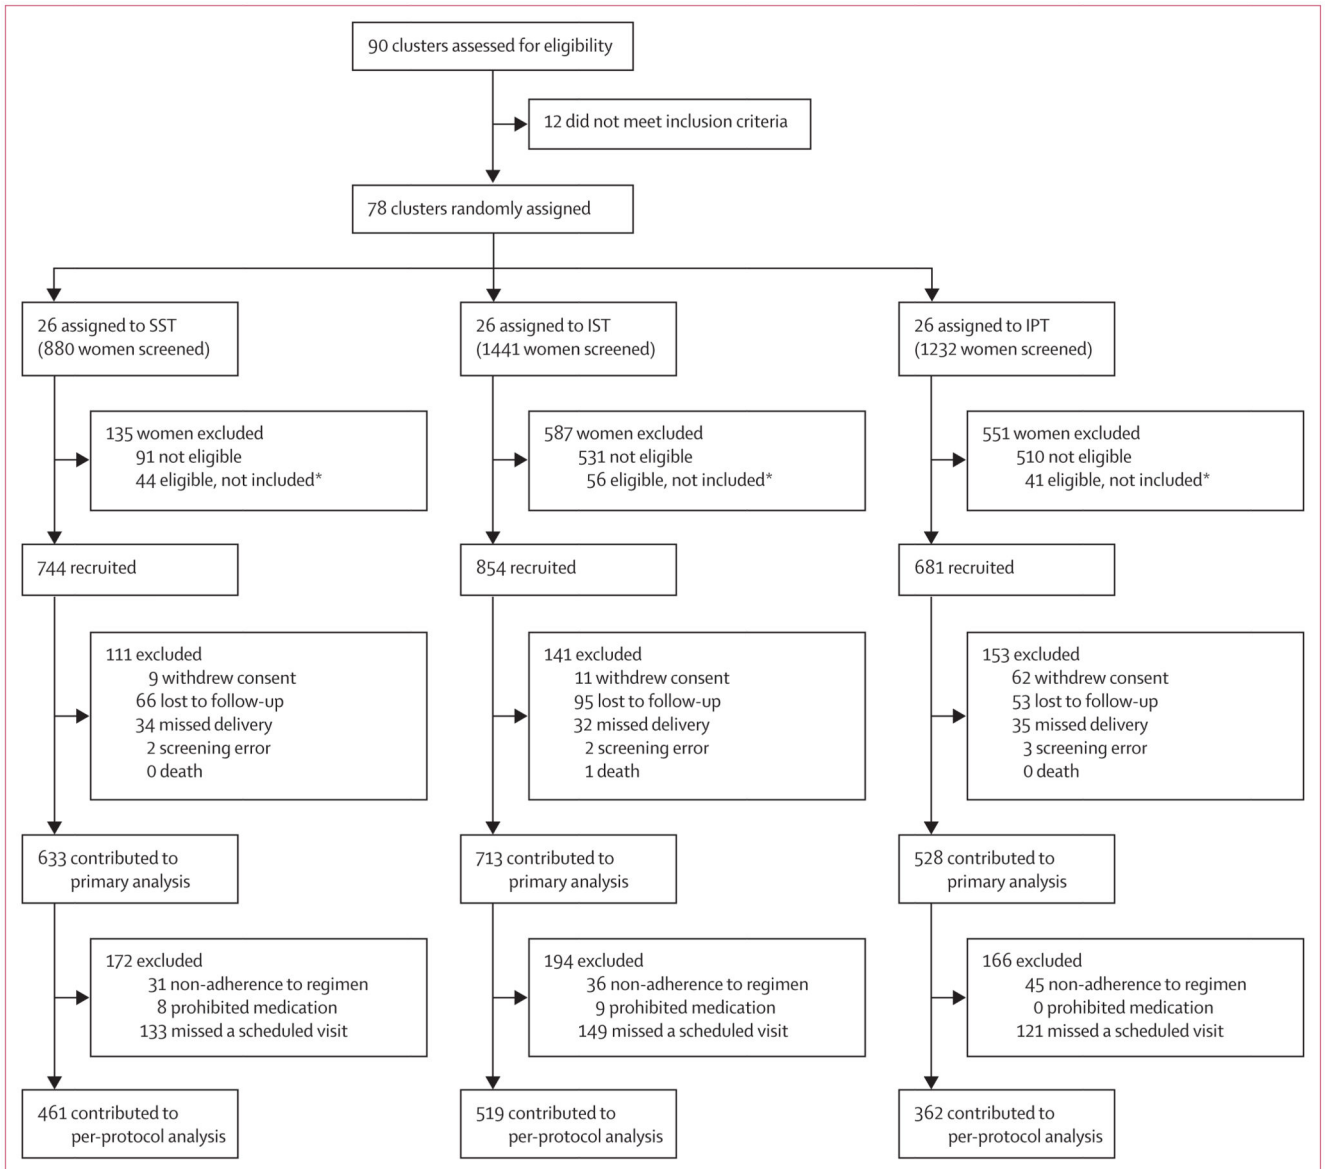 90 clusters assessed for eligibility
12 did not meet inclusion criteria
78 clusters randomly assigned
26 assigned to SST
(880 women screened)
26 assigned to IST
(1441 women screened)
26 assigned to IPT
(1232 women screened)
135 women excluded
91 not eligible
44 eligible, not included*
587 women excluded
531 not eligible
56 eligible, not included*
551 women excluded
510 not eligible
41 eligible, not included*
744 recruited
854 recruited
681 recruited
111 excluded
9 withdrew consent
66 lost to follow-up
34 missed delivery
2 screening error
0 death
141 excluded
11 withdrew consent
95 lost to follow-up
32 missed delivery
2 screening error
1 death
153 excluded
62 withdrew consent
53 lost to follow-up
35 missed delivery
3 screening error
0 death
633 contributed to
primary analysis
713 contributed to
primary analysis
528 contributed to
primary analysis
172 excluded
31 non-adherence to regimen
8 prohibited medication
133 missed a scheduled visit
194 excluded
36 non-adherence to regimen
9 prohibited medication
149 missed a scheduled visit
166 excluded
45 non-adherence to regimen
0 prohibited medication
121 missed a scheduled visit
461 contributed to
per-protocol analysis
519 contributed to
per-protocol analysis
362 contributed to
per-protocol analysis